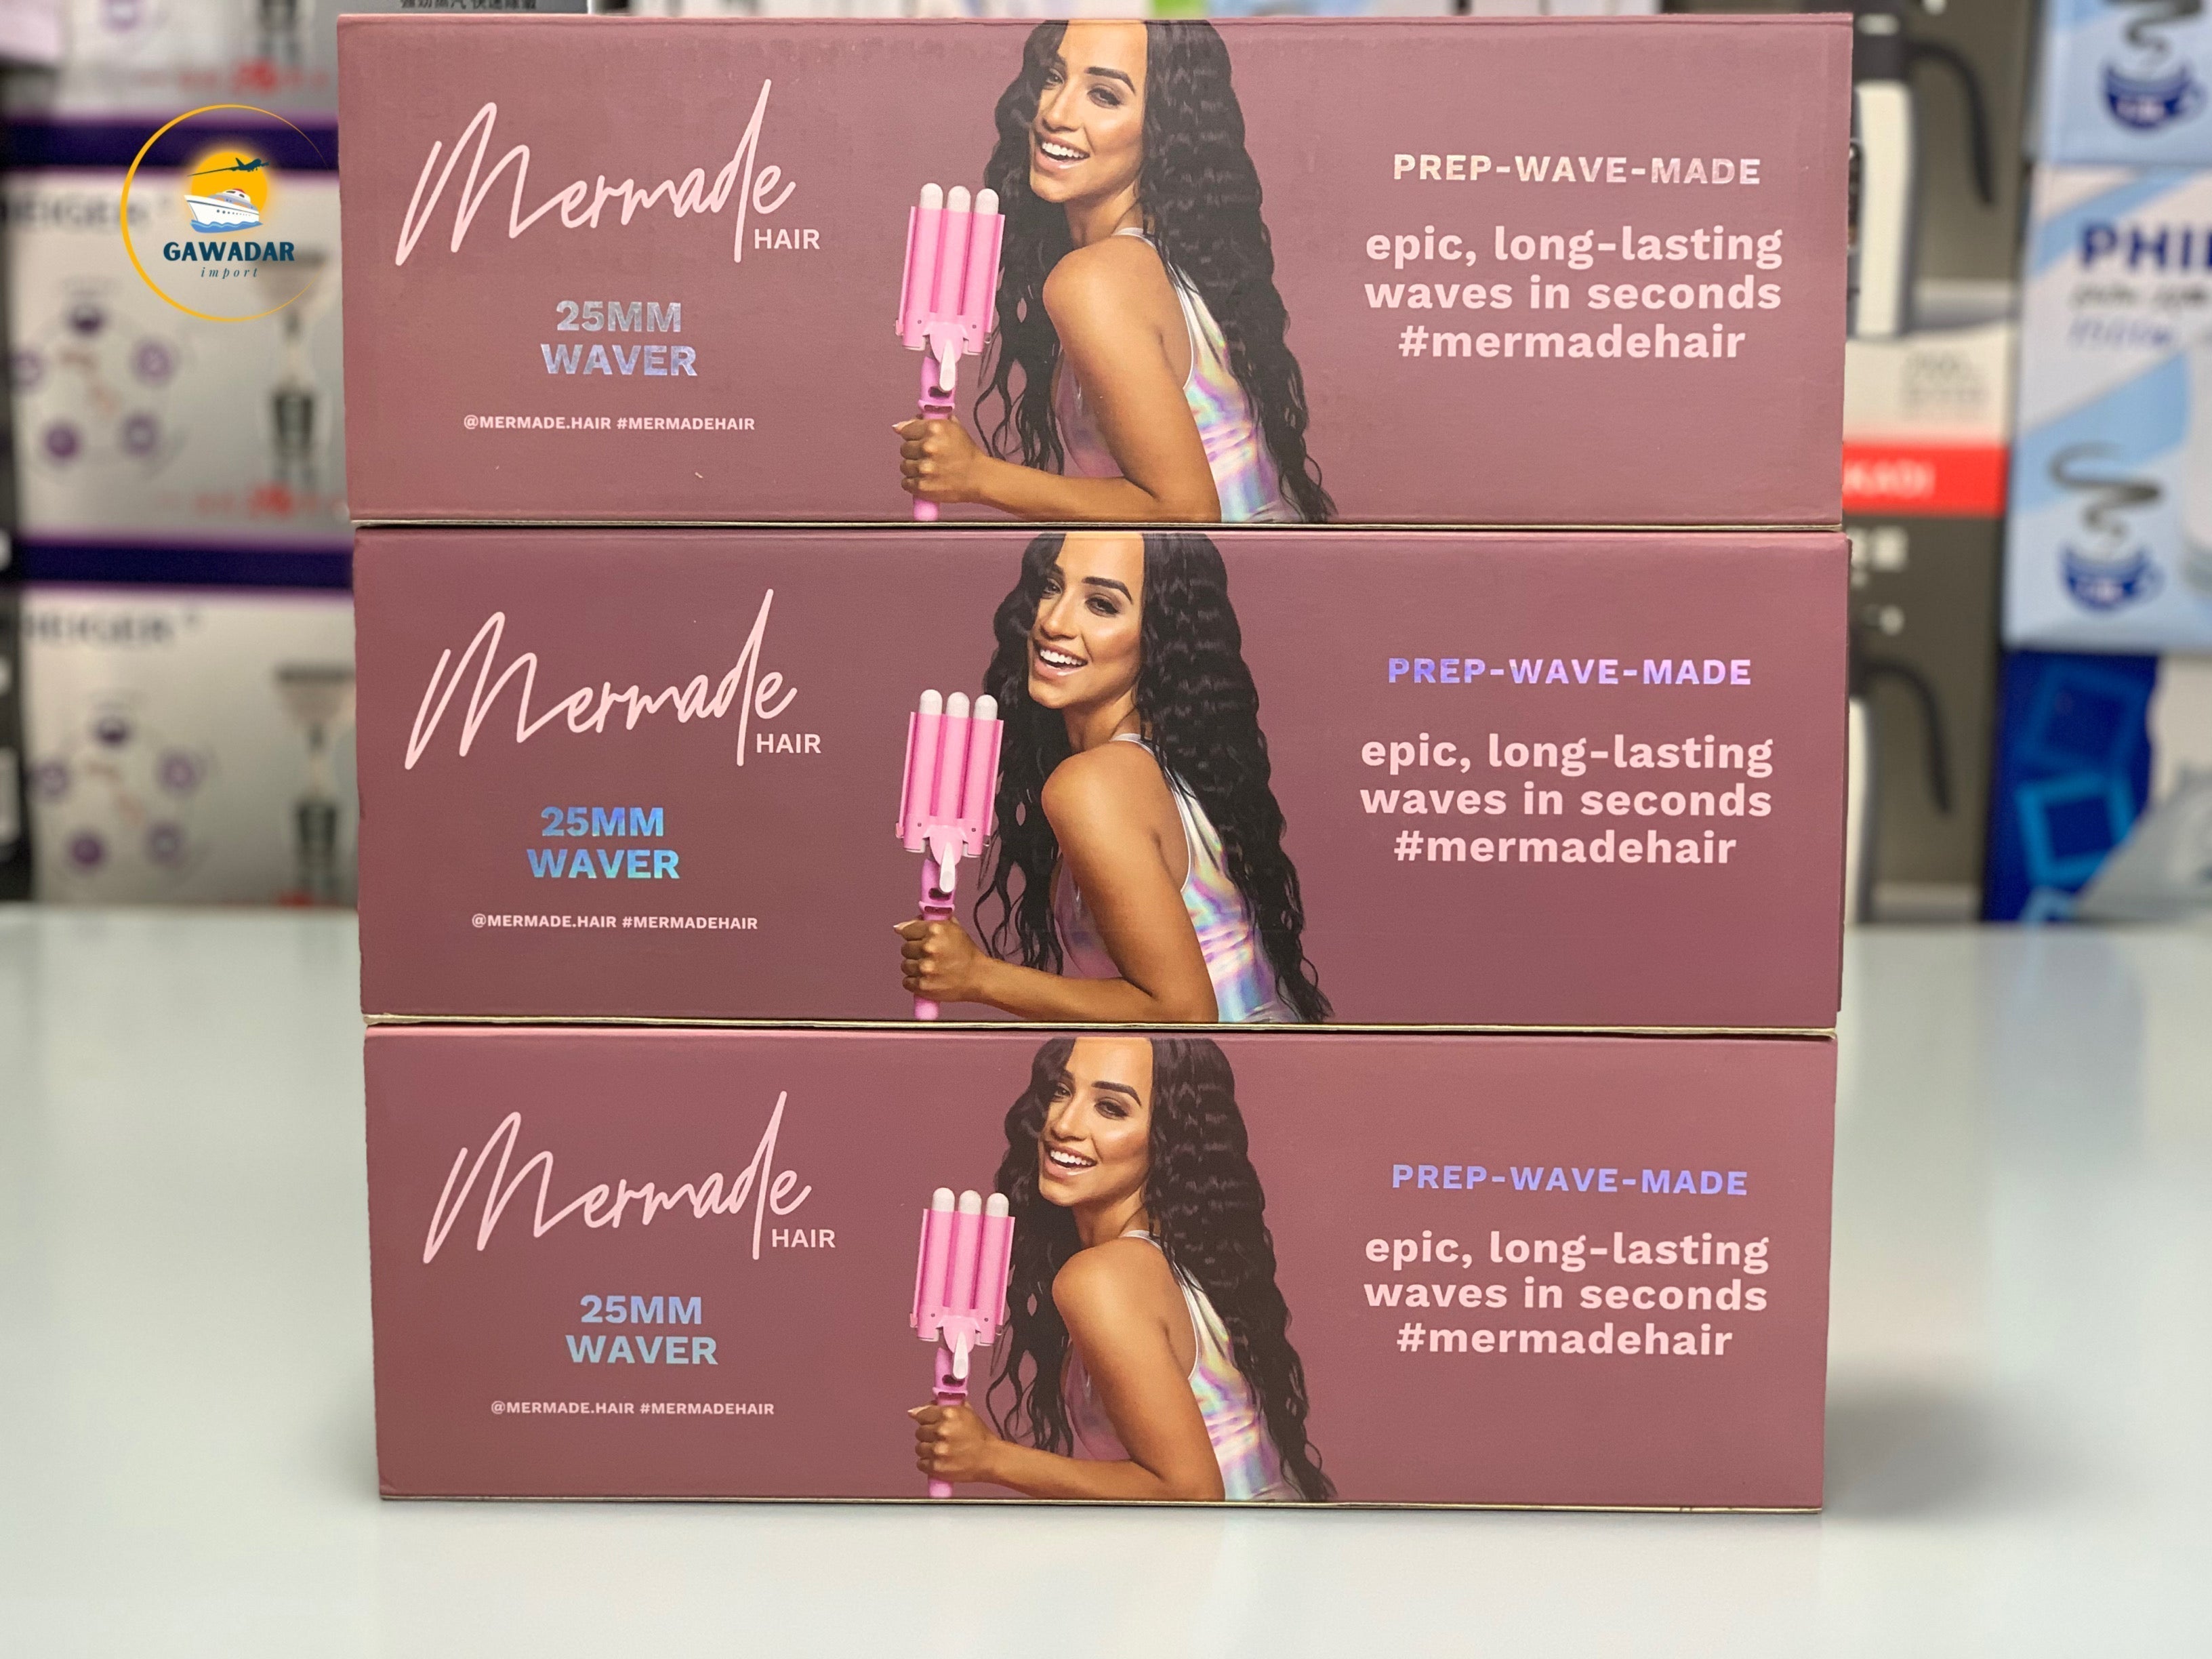 GAWADAR
import
Mermade
HAIR
25MM
WAVER
@MERMADE.HAIR #MERMADEHAIR
PREP-WAVE-MADE
epic, long-lasting
waves in seconds
#mermadehair
Mermade
HAIR
25MM
WAVER
@MERMADE.HAIR #MERMADEHAIR
PREP-WAVE-MADE
epic, long-lasting
waves in seconds
#mermadehair
Mermade
HAIR
25MM
WAVER
@MERMADE.HAIR #MERMADEHAIR
PREP-WAVE-MADE
epic, long-lasting
waves in seconds
#mermadehair
PHI